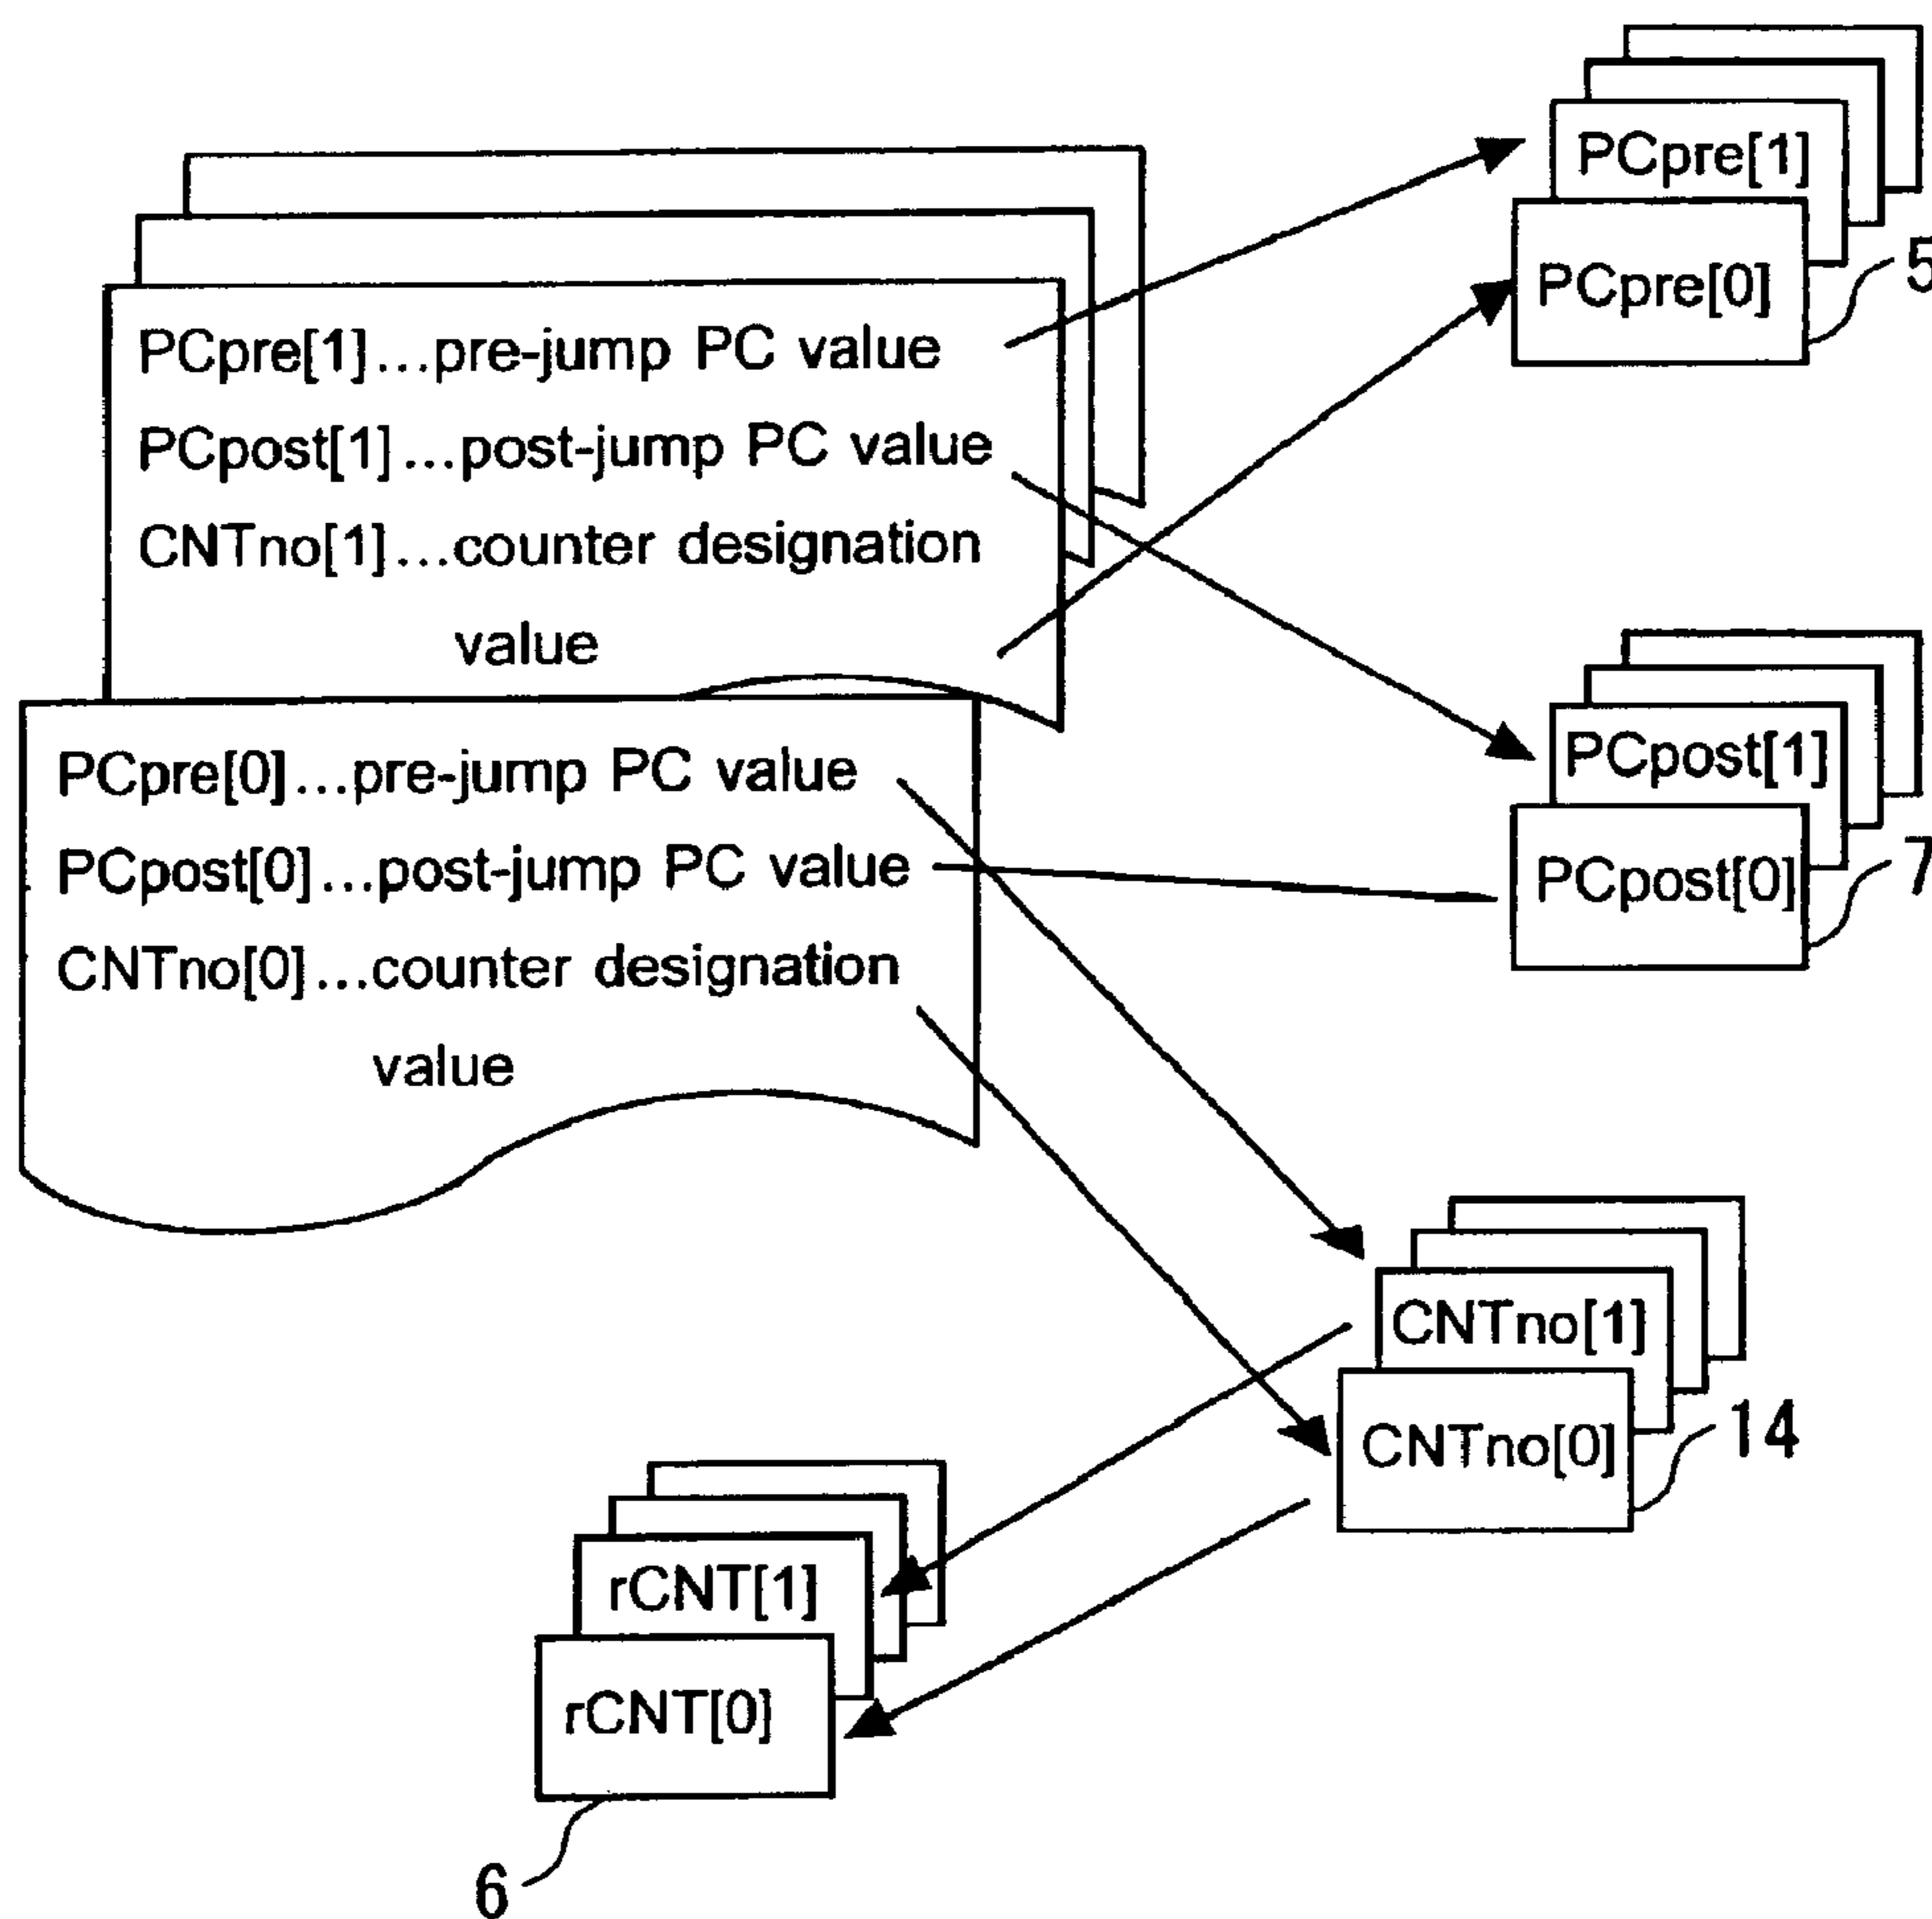 PCpre[1]...pre-jump PC value
PCpost[1]...post-jump PC value
CNTno[1]...counter designation
value
PCpre[0]...pre-jump PC value
PCpost[0]...post-jump PC value
CNTno[0]...counter designation
value
PCpre[1]
PCpre[0]
5
PCpost[1]
PCpost[0]
7
CNTno[1]
CNTno[0]
14
rCNT[1]
rCNT[0]
6